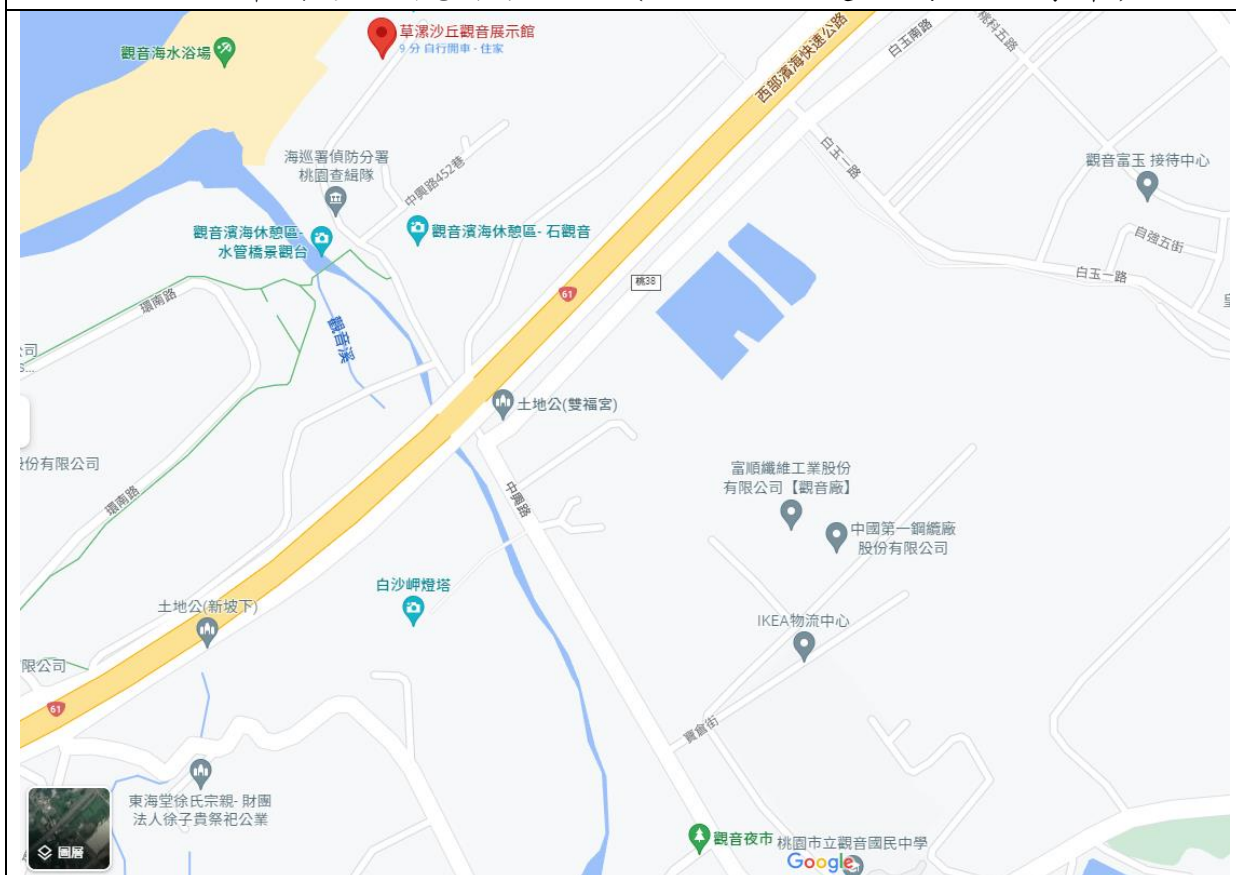 草漯沙丘觀音展示館
9 分 自行開車 - 住家
觀音海水浴場
西部濱海快速公路
白玉南路
桃科五路
海巡署偵防分署
桃園查緝隊
中興路452巷
白玉一路
觀音富玉 接待中心
觀音濱海休憩區-
水管橋景觀台
觀音濱海休憩區- 石觀音
自強五街
白玉一路
環南路
桃38
61
觀音溪
公司
s...
土地公(雙福宮)
股份有限公司
環南路
中興路
富順纖維工業股份
有限公司【觀音廠】
中國第一鋼纜廠
股份有限公司
白沙岬燈塔
土地公(新坡下)
IKEA物流中心
限公司
61
寶倉街
東海堂徐氏宗親- 財團
法人徐子貴祭祀公業
圖層
觀音夜市
桃園市立觀音國民中學
Google